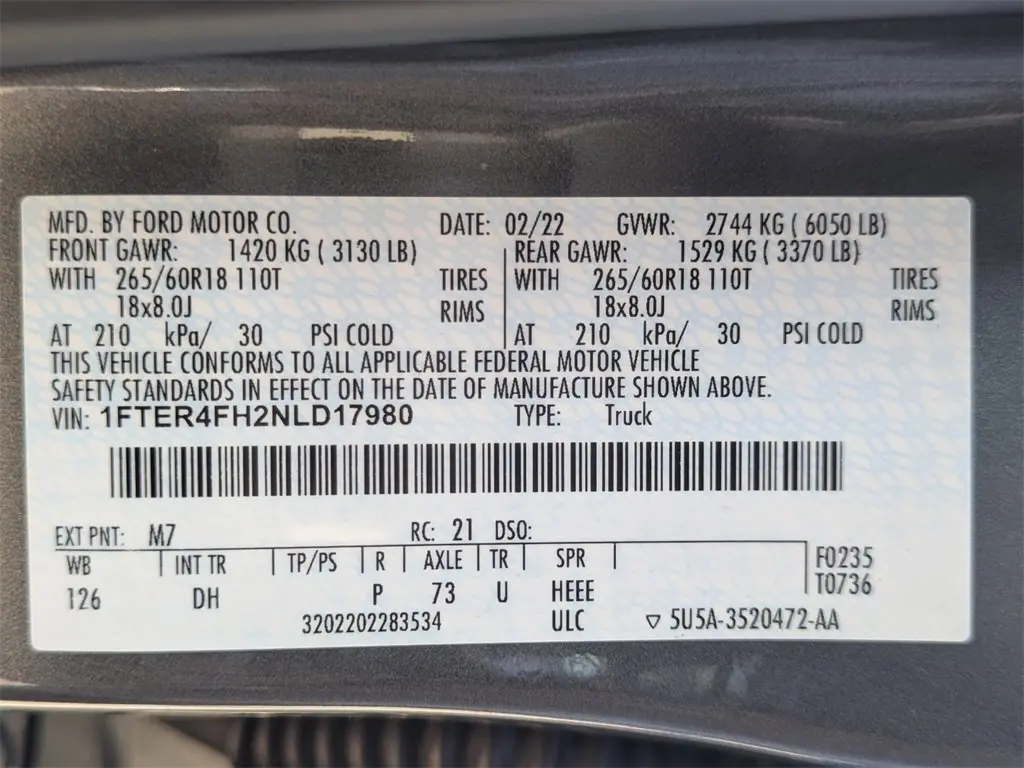 MFD. BY FORD MOTOR CO. DATE: 02/22 GVWR: 2744 KG ( 6050 LB)
FRONT GAWR: 1420 KG ( 3130 LB) REAR GAWR: 1529 KG ( 3370 LB)
WITH 265/60R18 110T TIRES WITH 265/60R18 110T TIRES
18x8.0J RIMS 18x8.0J RIMS
AT 210 kPa/ 30 PSI COLD AT 210 kPa/ 30 PSI COLD
THIS VEHICLE CONFORMS TO ALL APPLICABLE FEDERAL MOTOR VEHICLE
SAFETY STANDARDS IN EFFECT ON THE DATE OF MANUFACTURE SHOWN ABOVE.
VIN: 1FTER4FH2NLD17980 TYPE: Truck
EXT PNT: M7 RC: 21 DSO:
WB INT TR TP/PS R AXLE TR SPR F0235
126 DH P 73 U HEEE T0736
3202202283534 ULC ▽ 5U5A-3520472-AA